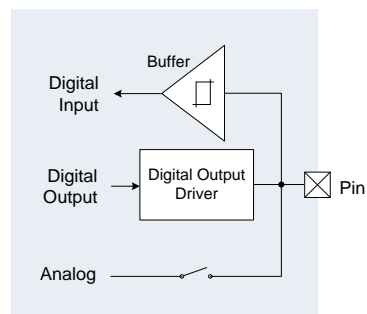 Buffer
Digital
Input
Digital
Output
Digital Output
Driver
Pin
Analog